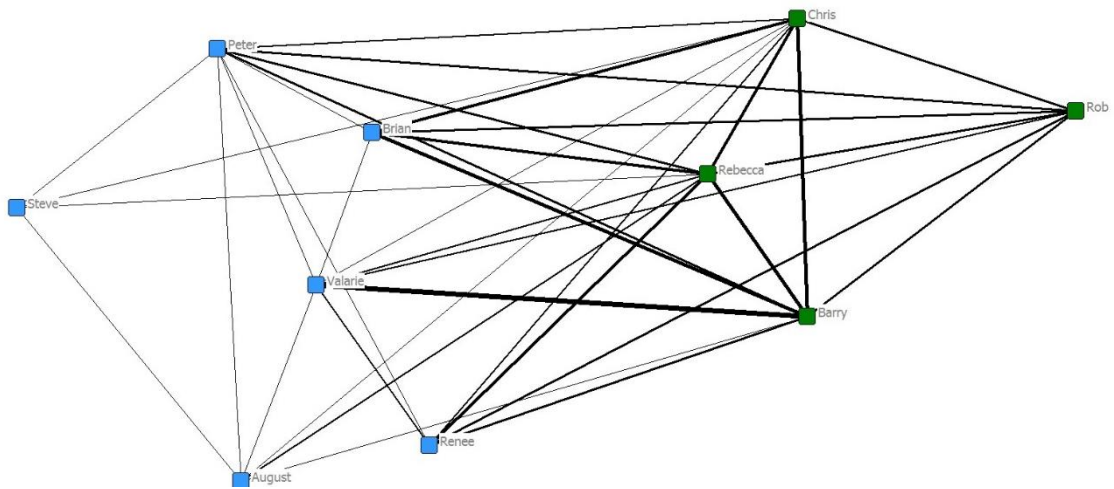 Chris
Peter
Rob
Brian
Rebecca
Steve
Valarie
Barry
Renee
August